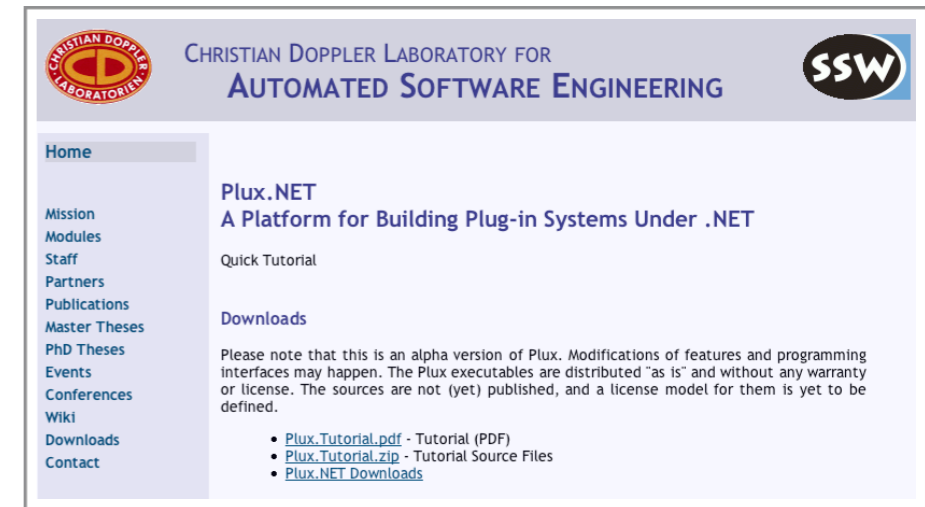 CHRISTIAN DOPPLER
LABORATORIEN
CD
CHRISTIAN DOPPLER LABORATORY FOR
AUTOMATED SOFTWARE ENGINEERING
SSW
Home
Mission
Modules
Staff
Partners
Publications
Master Theses
PhD Theses
Events
Conferences
Wiki
Downloads
Contact
Plux.NET
A Platform for Building Plug-in Systems Under .NET
Quick Tutorial
Downloads
Please note that this is an alpha version of Plux. Modifications of features and programming
interfaces may happen. The Plux executables are distributed "as is" and without any warranty
or license. The sources are not (yet) published, and a license model for them is yet to be
defined.
• Plux.Tutorial.pdf - Tutorial (PDF)
• Plux.Tutorial.zip - Tutorial Source Files
• Plux.NET Downloads